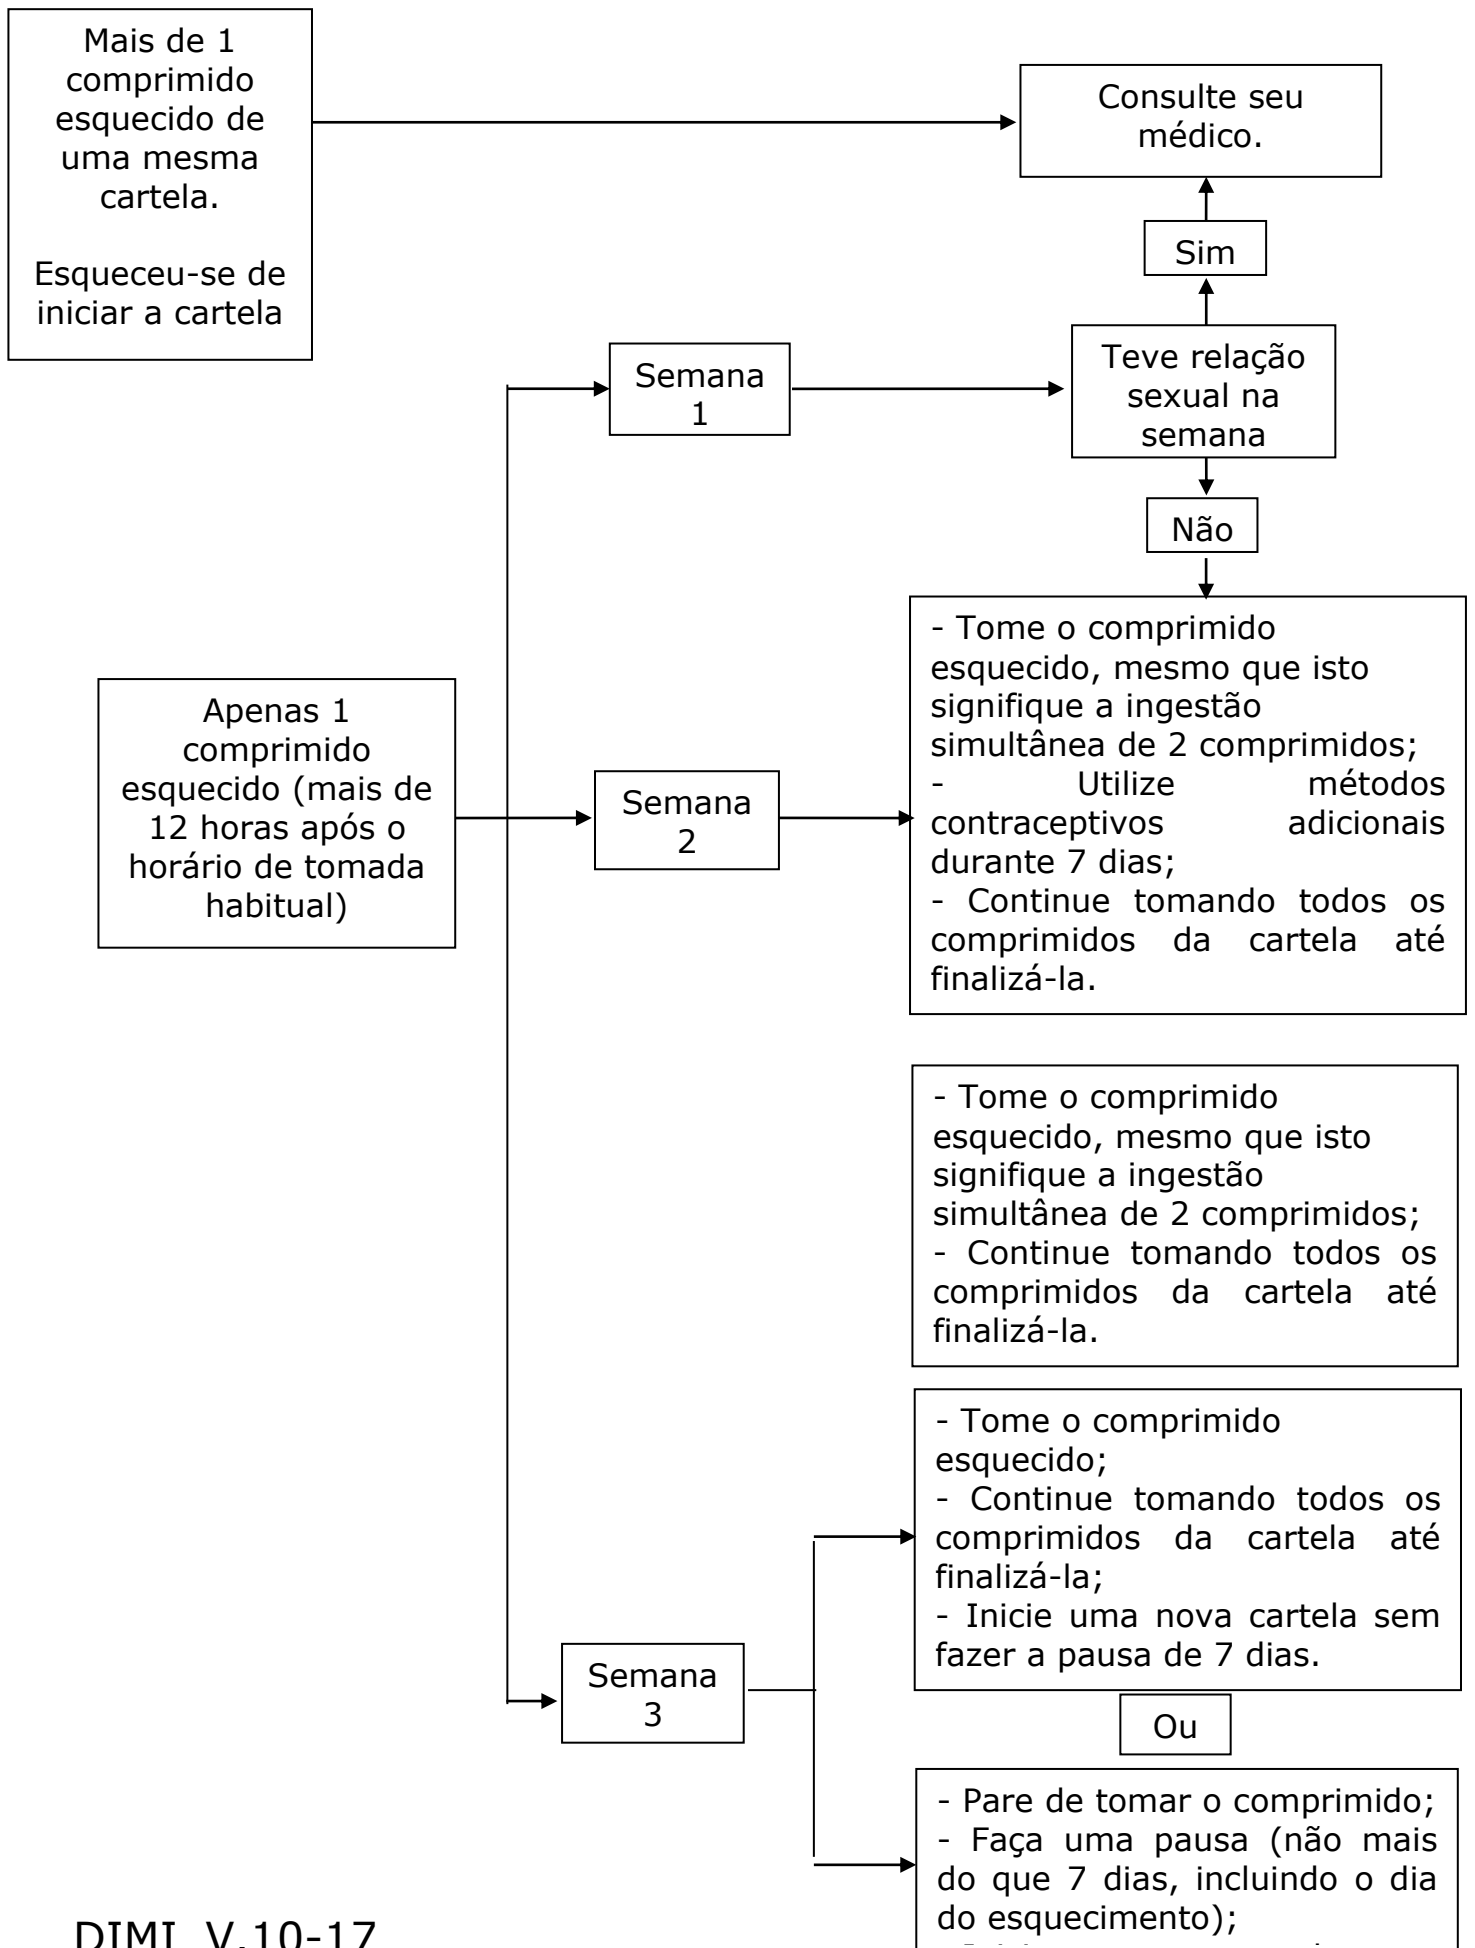 Mais de 1
comprimido
esquecido de
uma mesma
cartela.
Esqueceu-se de
iniciar a cartela
Consulte seu
médico.
Sim
Teve relação
sexual na
semana
Semana
1
Não
- Tome o comprimido
esquecido, mesmo que isto
signifique a ingestão
simultânea de 2 comprimidos;
- Utilize métodos
contraceptivos adicionais
durante 7 dias;
- Continue tomando todos os
comprimidos da cartela até
finalizá-la.
Apenas 1
comprimido
esquecido (mais de
12 horas após o
horário de tomada
habitual)
Semana
2
- Tome o comprimido
esquecido, mesmo que isto
signifique a ingestão
simultânea de 2 comprimidos;
- Continue tomando todos os
comprimidos da cartela até
finalizá-la.
- Tome o comprimido
esquecido;
- Continue tomando todos os
comprimidos da cartela até
finalizá-la;
- Inicie uma nova cartela sem
fazer a pausa de 7 dias.
Semana
3
Ou
- Pare de tomar o comprimido;
- Faça uma pausa (não mais
do que 7 dias, incluindo o dia
do esquecimento);
DIMI_V.10-17